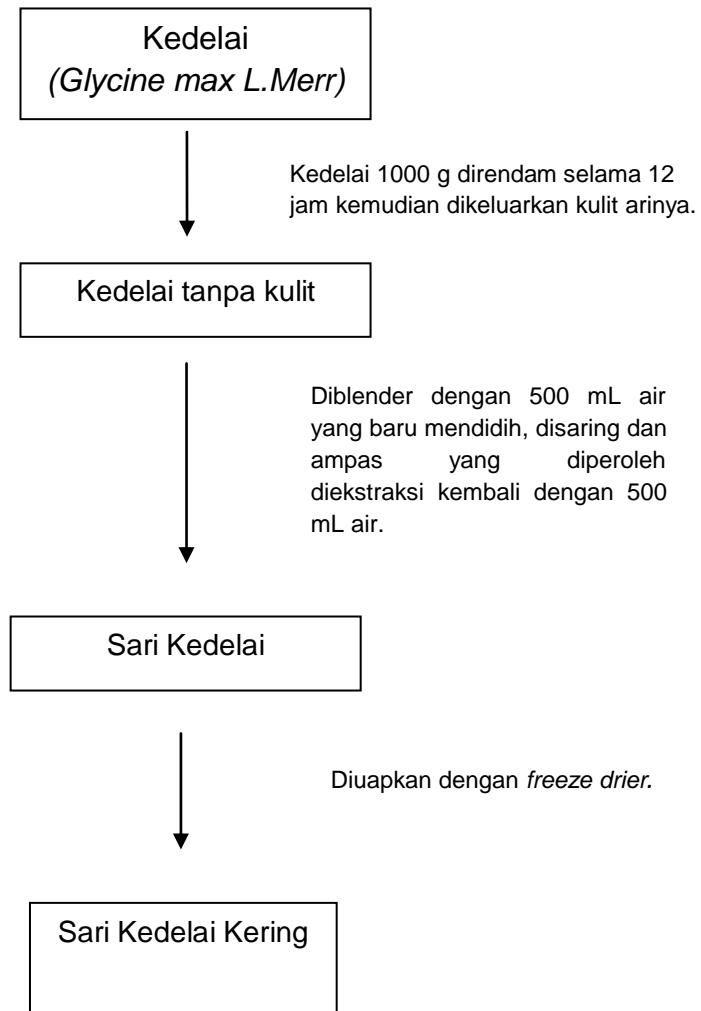 Kedelai
(Glycine max L.Merr)
Kedelai 1000 g direndam selama 12
jam kemudian dikeluarkan kulit arinya.
Kedelai tanpa kulit
Diblender dengan 500 mL air
yang baru mendidih, disaring dan
ampas yang diperoleh
diekstraksi kembali dengan 500
mL air.
Sari Kedelai
Diuapkan dengan freeze drier.
Sari Kedelai Kering